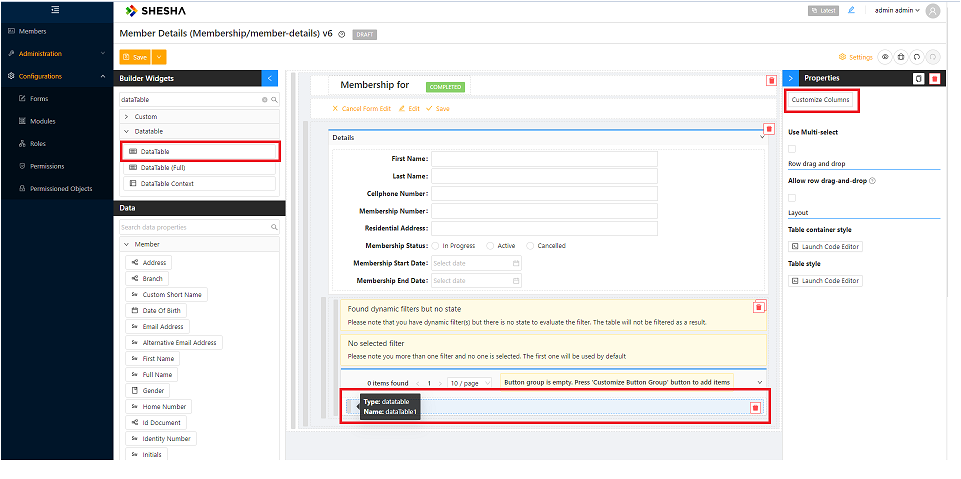 SHESHA
Latest
admin admin
Members
Administration
Configurations
Forms
Modules
Roles
Permissions
Permissioned Objects
Member Details (Membership/member-details) v6
DRAFT
Save
Settings
Builder Widgets
dataTable
Custom
Datatable
DataTable
DataTable (Full)
DataTable Context
Data
Search data properties
Member
Address
Branch
Custom Short Name
Date Of Birth
Email Address
Alternative Email Address
First Name
Full Name
Gender
Home Number
Id Document
Identity Number
Initials
Membership for
COMPLETED
Cancel Form Edit Edit Save
Details
First Name:
Last Name:
Cellphone Number:
Membership Number:
Residential Address:
Membership Status: In Progress Active Cancelled
Membership Start Date: Select date
Membership End Date: Select date
Found dynamic filters but no state
Please note that you have dynamic filter(s) but there is no state to evaluate the filter. The table will not be filtered as a result.
No selected filter
Please note you more than one filter and no one is selected. The first one will be used by default
0 items found < 1 > 10 / page Button group is empty. Press 'Customize Button Group' button to add items
Type: datatable
Name: dataTable1
Properties
Customize Columns
Use Multi-select
Row drag and drop
Allow row drag-and-drop
Layout
Table container style
Launch Code Editor
Table style
Launch Code Editor